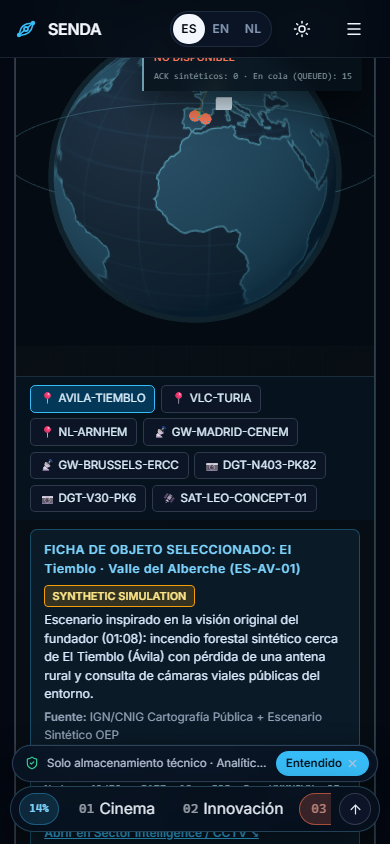 SENDA
ES EN NL
NO DISPONIBLE
ACK sintéticos: 0 · En cola (QUEUED): 15
AVILA-TIEMBLO
VLC-TURIA
NL-ARNHEM
GW-MADRID-CENEM
GW-BRUSSELS-ERCC
DGT-N403-PK82
DGT-V30-PK6
SAT-LEO-CONCEPT-01
FICHA DE OBJETO SELECCIONADO: El
Tiemblo · Valle del Alberche (ES-AV-01)
SYNTHETIC SIMULATION
Escenario inspirado en la visión original del
fundador (01:08): incendio forestal sintético cerca
de El Tiemblo (Ávila) con pérdida de una antena
rural y consulta de cámaras viales públicas del
entorno.
Fuente: IGN/CNIG Cartografía Pública + Escenario
Sintético OEP
Solo almacenamiento técnico · Analític...
Entendido ✕
14%
01 Cinema
02 Innovación
03
Abrir en Sector Intelligence / CCTV